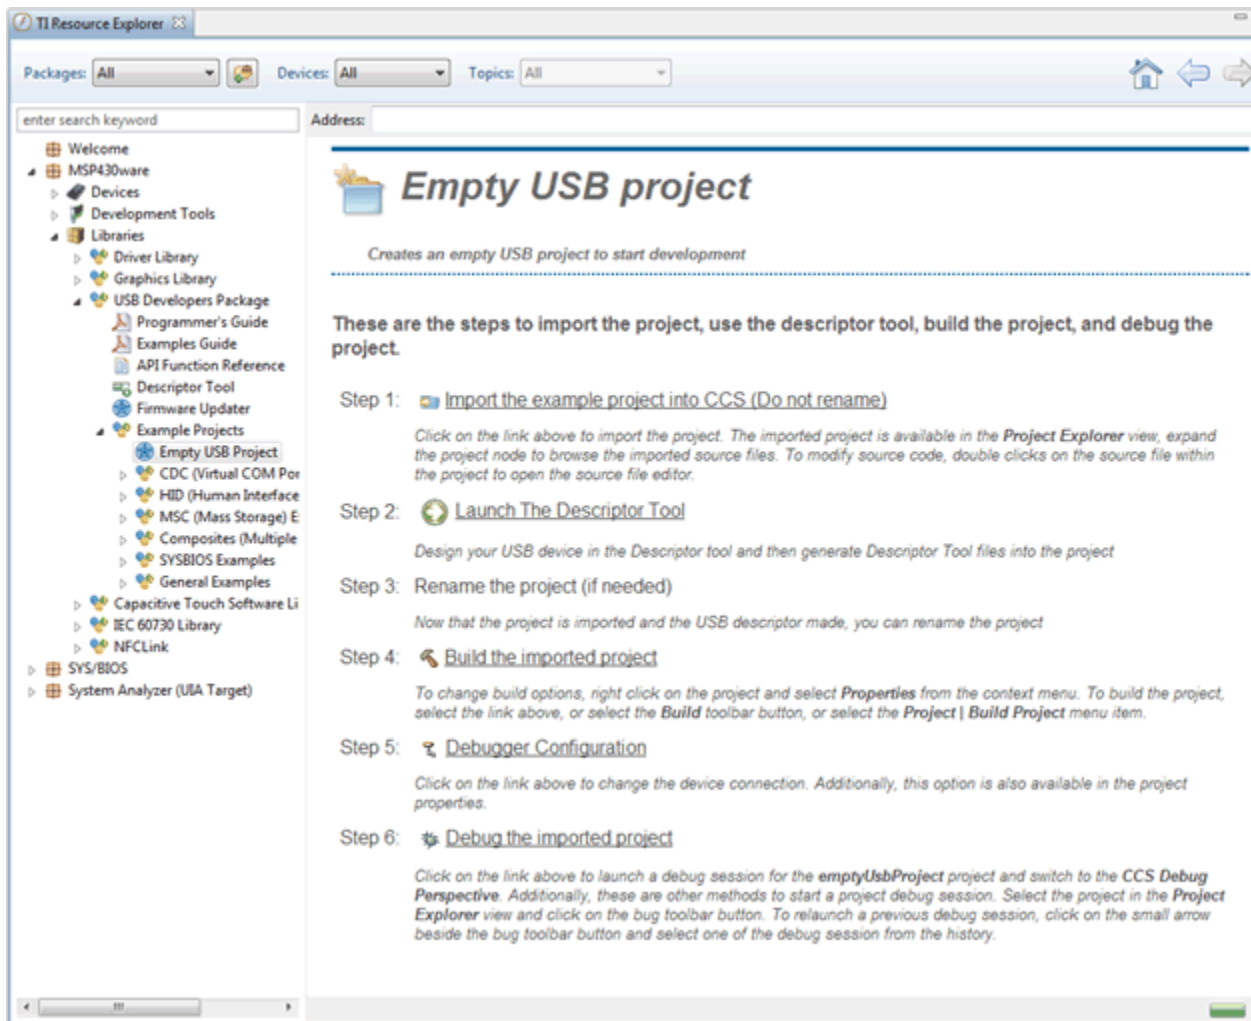 TI Resource Explorer
Packages: All Devices: All Topics: All
enter search keyword
Address:
Welcome
MSP430ware
Devices
Development Tools
Libraries
Driver Library
Graphics Library
USB Developers Package
Programmer's Guide
Examples Guide
API Function Reference
Descriptor Tool
Firmware Updater
Example Projects
Empty USB Project
CDC (Virtual COM Por
HID (Human Interface
MSC (Mass Storage) E
Composites (Multiple
SYSBIOS Examples
General Examples
Capacitive Touch Software Li
IEC 60730 Library
NFCLink
SYS/BIOS
System Analyzer (UIA Target)
Empty USB project
Creates an empty USB project to start development
These are the steps to import the project, use the descriptor tool, build the project, and debug the
project.
Step 1: Import the example project into CCS (Do not rename)
Click on the link above to import the project. The imported project is available in the Project Explorer view, expand
the project node to browse the imported source files. To modify source code, double clicks on the source file within
the project to open the source file editor.
Step 2: Launch The Descriptor Tool
Design your USB device in the Descriptor tool and then generate Descriptor Tool files into the project
Step 3: Rename the project (if needed)
Now that the project is imported and the USB descriptor made, you can rename the project
Step 4: Build the imported project
To change build options, right click on the project and select Properties from the context menu. To build the project,
select the link above, or select the Build toolbar button, or select the Project | Build Project menu item.
Step 5: Debugger Configuration
Click on the link above to change the device connection. Additionally, this option is also available in the project
properties.
Step 6: Debug the imported project
Click on the link above to launch a debug session for the emptyUsbProject project and switch to the CCS Debug
Perspective. Additionally, these are other methods to start a project debug session. Select the project in the Project
Explorer view and click on the bug toolbar button. To relaunch a previous debug session, click on the small arrow
beside the bug toolbar button and select one of the debug session from the history.